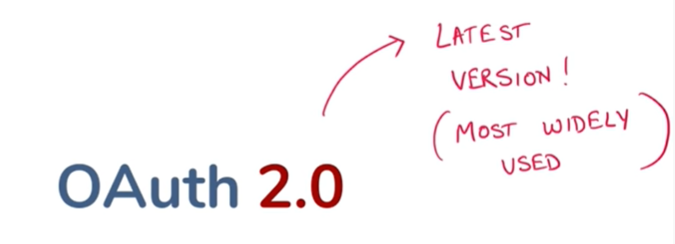 LATEST
VERSION!
(MOST WIDELY
USED)
OAuth 2.0